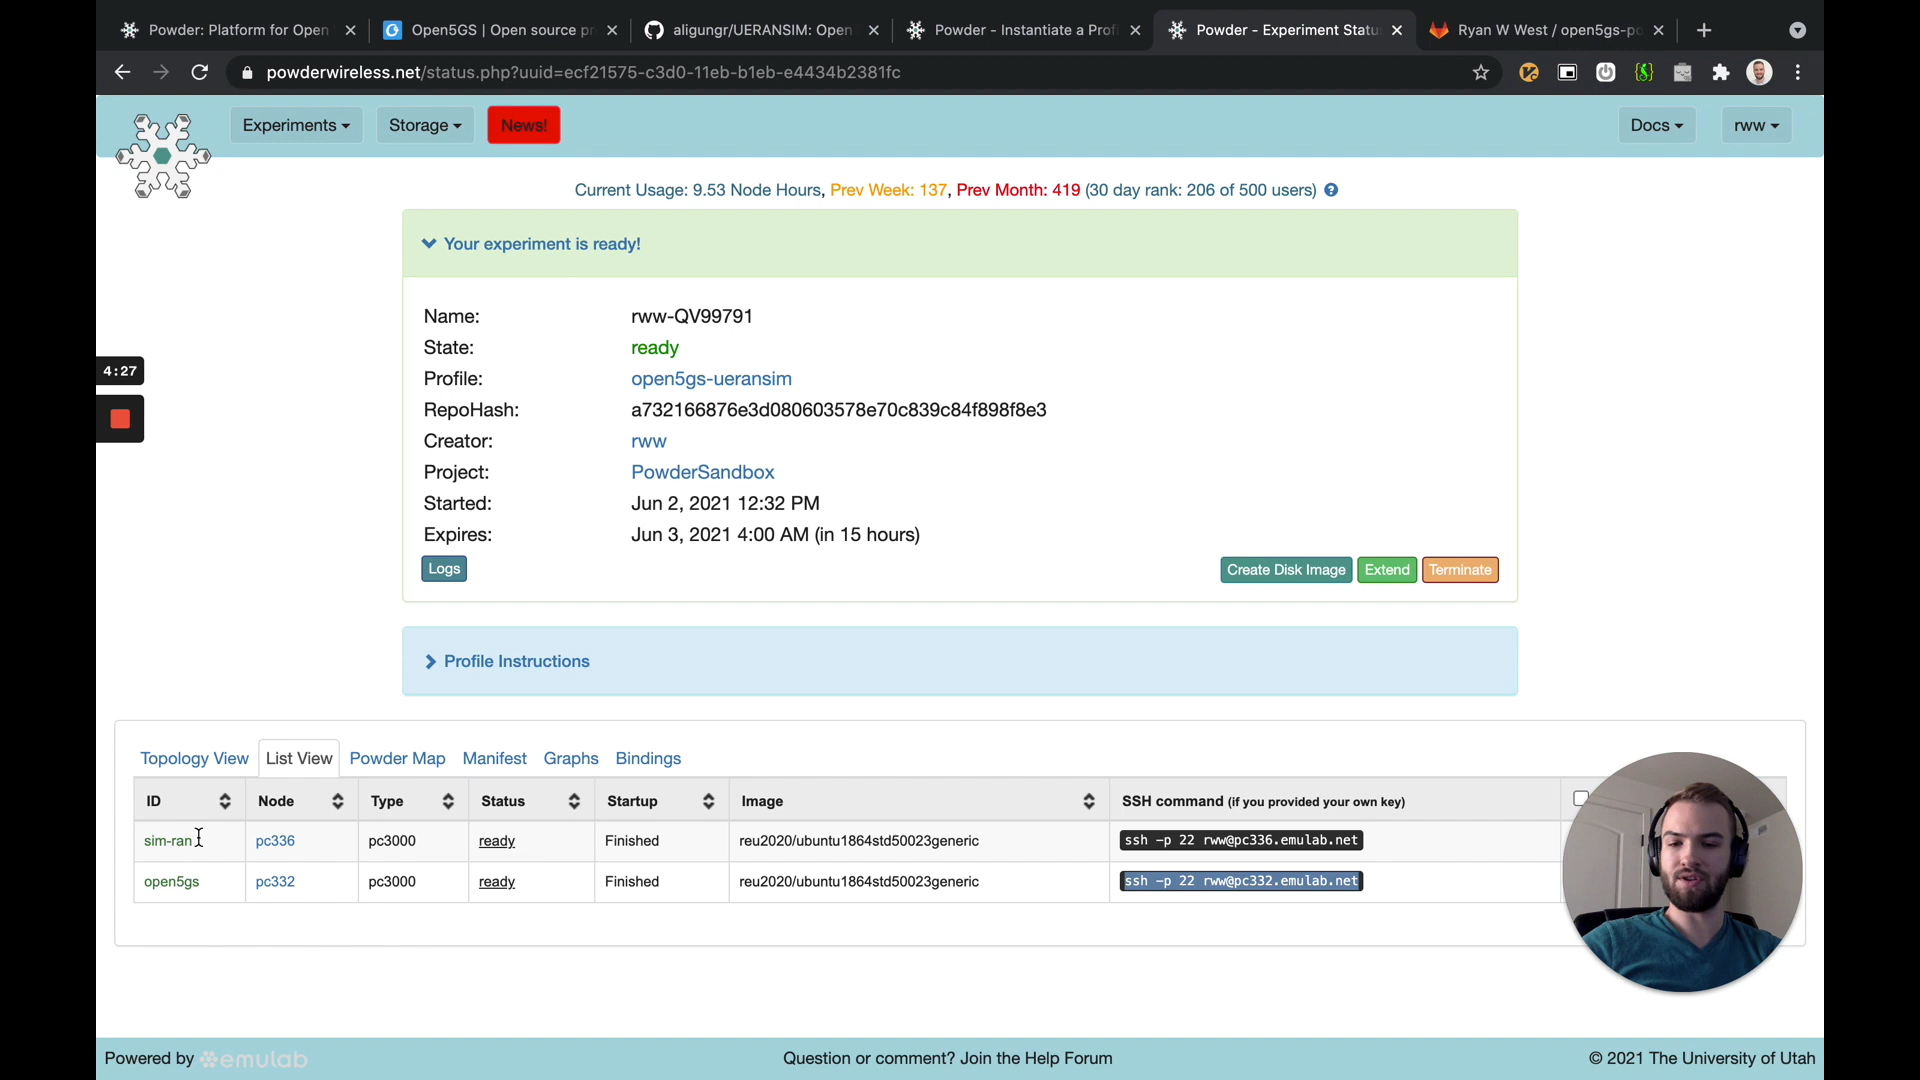 Powder: Platform for Open
Open5GS | Open source pr
aligungr/UERANSIM: Open
Powder - Instantiate a Profi
Powder - Experiment Statu
Ryan W West / open5gs-po
powderwireless.net/status.php?uuid=ecf21575-c3d0-11eb-b1eb-e4434b2381fc
Experiments
Storage
News!
Docs
rww
Current Usage: 9.53 Node Hours, Prev Week: 137, Prev Month: 419 (30 day rank: 206 of 500 users)
Your experiment is ready!
Name: rww-QV99791
State: ready
4:27
Profile: open5gs-ueransim
RepoHash: a732166876e3d080603578e70c839c84f898f8e3
Creator: rww
Project: PowderSandbox
Started: Jun 2, 2021 12:32 PM
Expires: Jun 3, 2021 4:00 AM (in 15 hours)
Logs
Create Disk Image
Extend
Terminate
Profile Instructions
Topology View List View Powder Map Manifest Graphs Bindings
ID Node Type Status Startup Image SSH command (if you provided your own key)
sim-ran pc336 pc3000 ready Finished reu2020/ubuntu1864std50023generic ssh -p 22 rww@pc336.emulab.net
open5gs pc332 pc3000 ready Finished reu2020/ubuntu1864std50023generic ssh -p 22 rww@pc332.emulab.net
Powered by emulab
Question or comment? Join the Help Forum
© 2021 The University of Utah